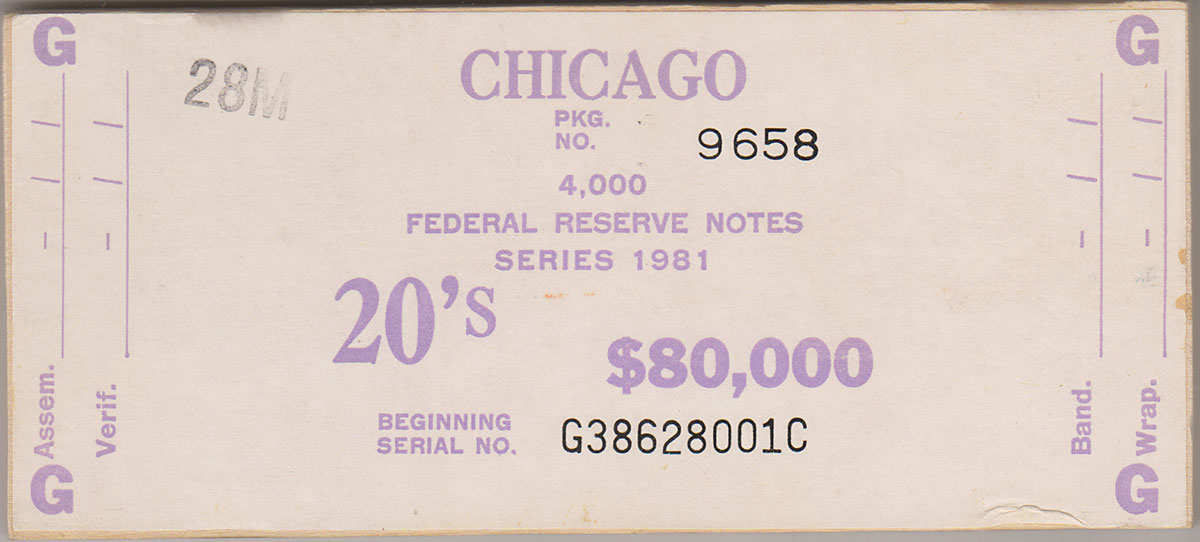 G
G
28M
CHICAGO
PKG.
NO.
9658
4,000
FEDERAL RESERVE NOTES
SERIES 1981
20's
$80,000
BEGINNING
SERIAL NO.
G38628001C
Assem.
Verif.
Band.
Wrap.
G
G